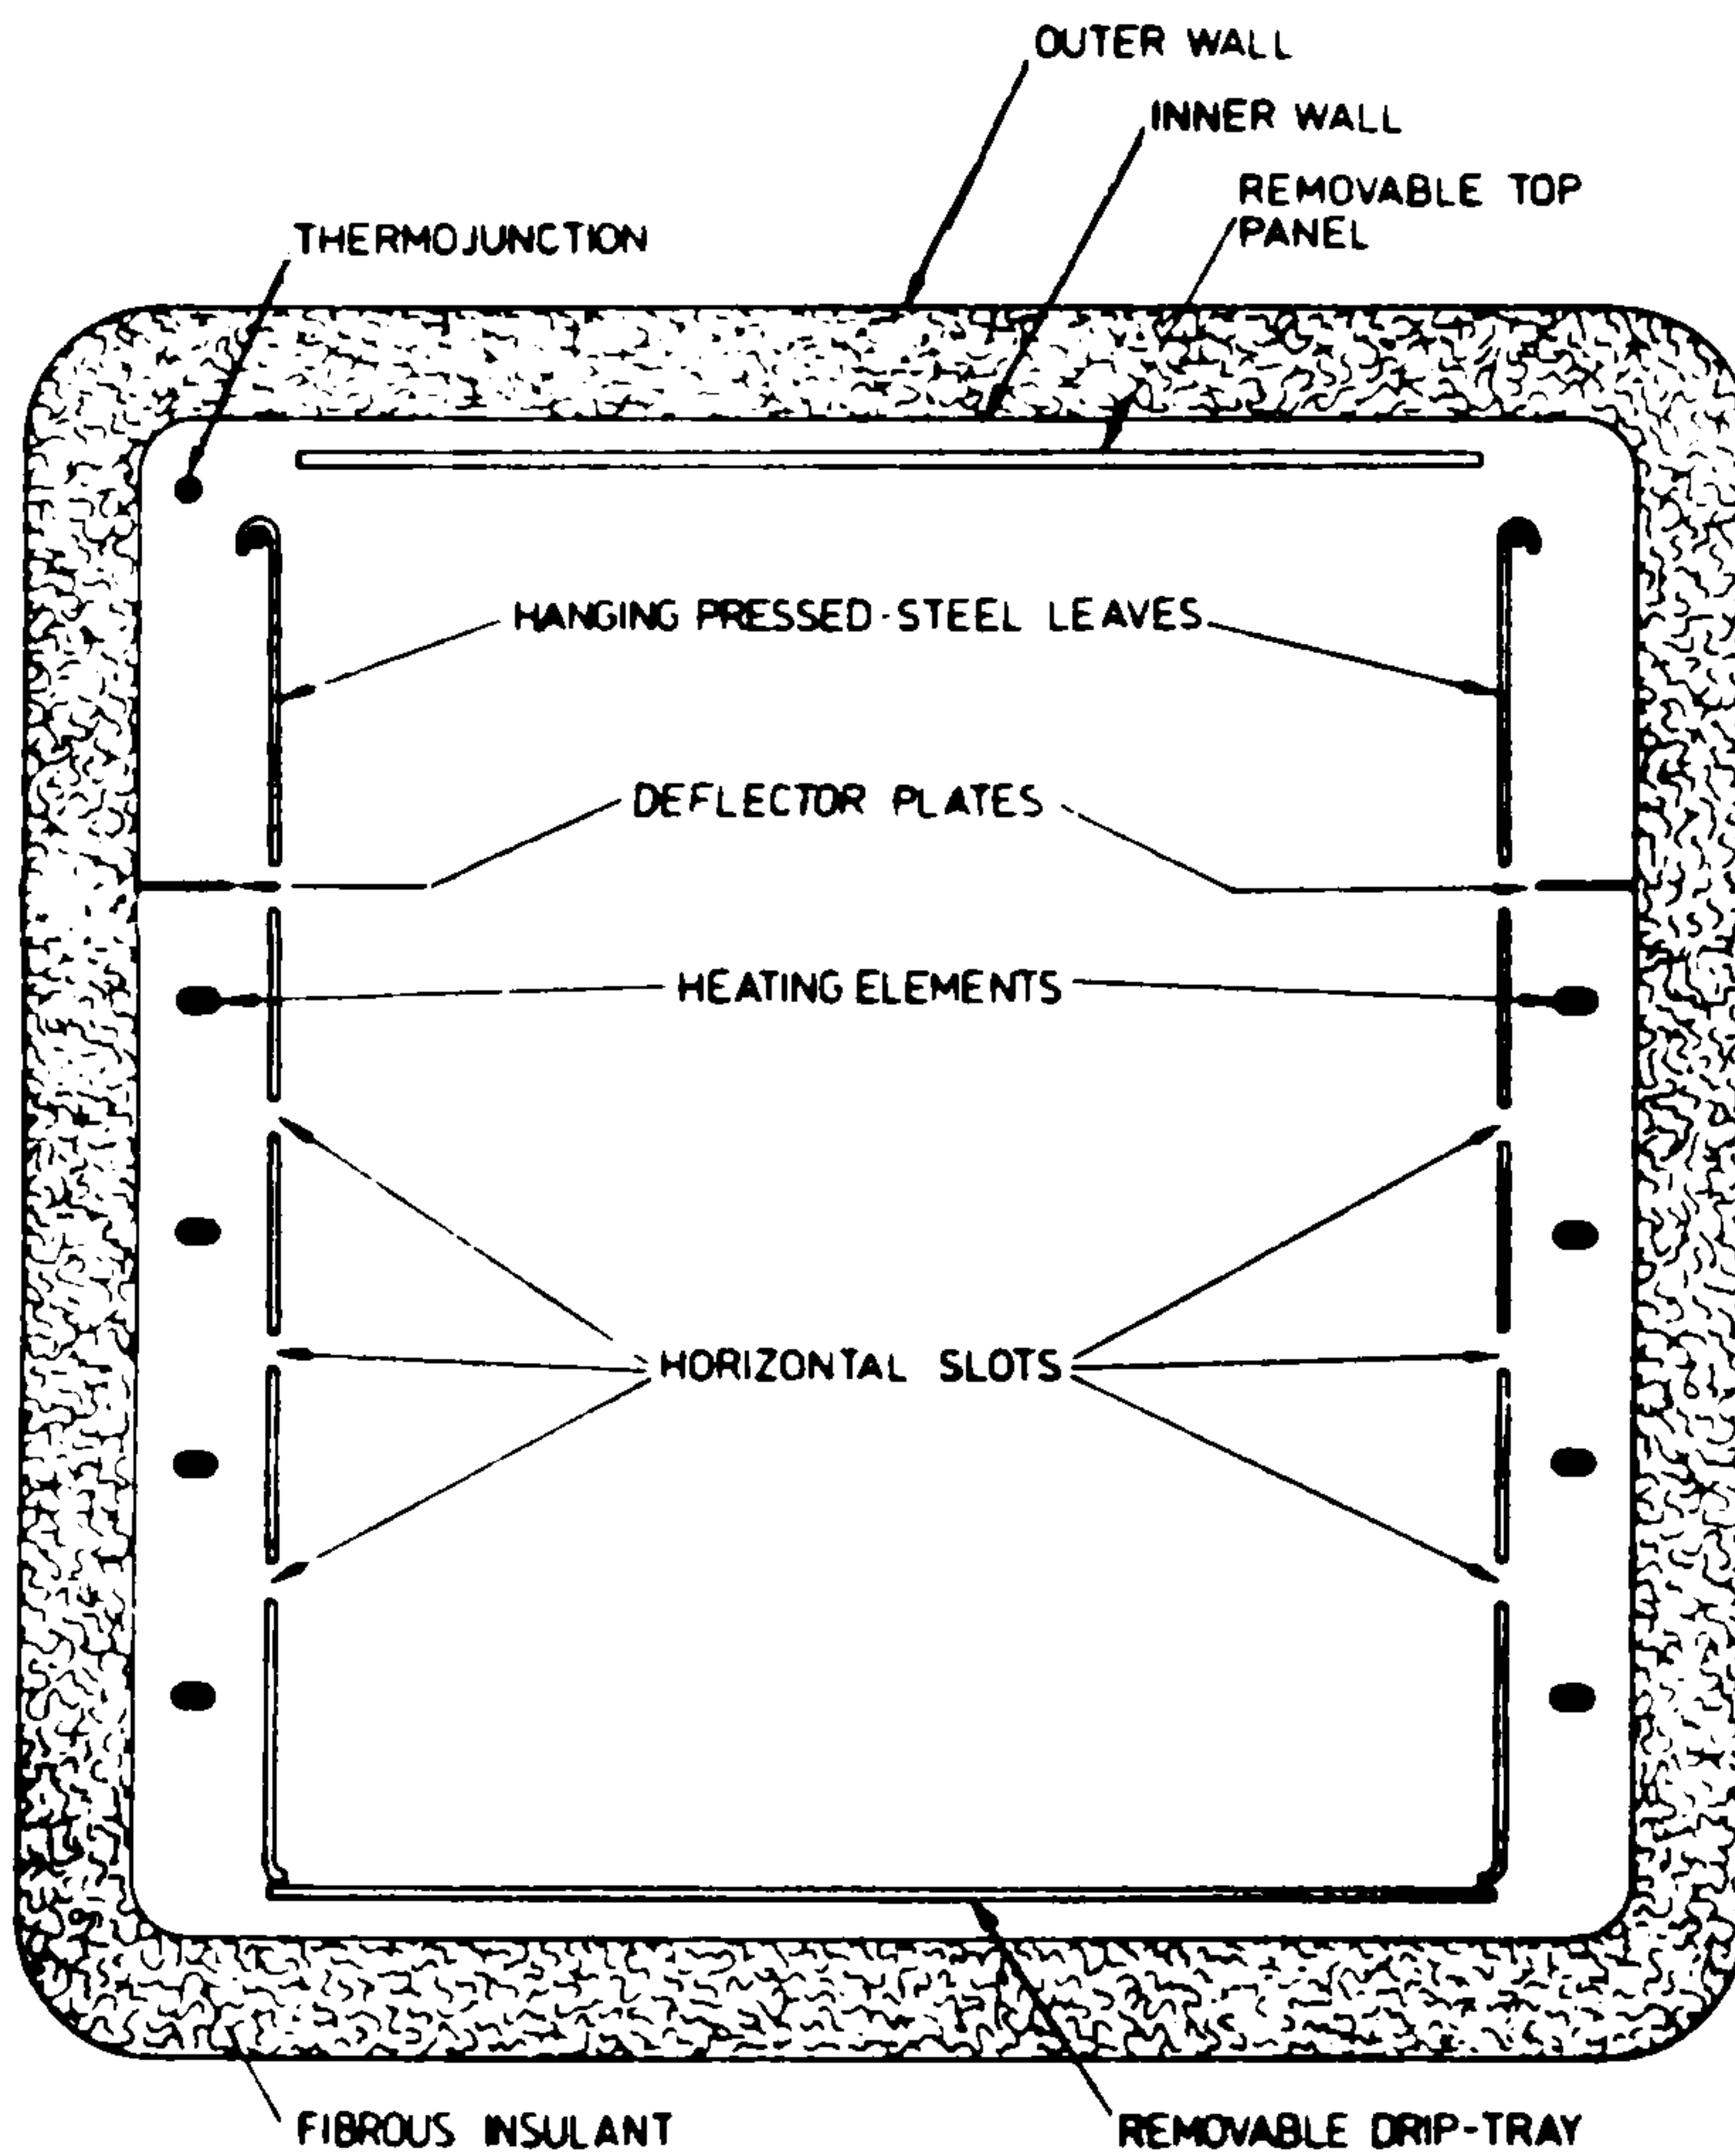 OUTER WALL
INNER WALL
REMOVABLE TOP
PANEL
THERMOJUNCTION
HANGING PRESSED-STEEL LEAVES
DEFLECTOR PLATES
HEATING ELEMENTS
HORIZONTAL SLOTS
FIBROUS INSULANT
REMOVABLE DRIP-TRAY